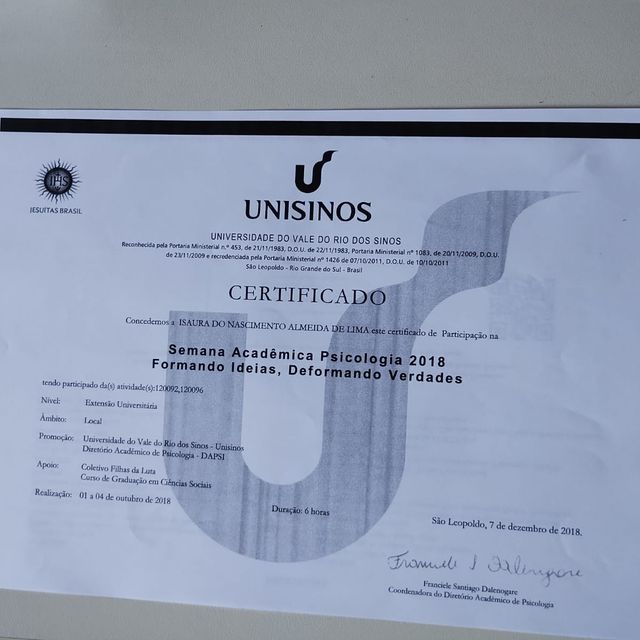 IHS
JESUÍTAS BRASIL
UNISINOS
UNIVERSIDADE DO VALE DO RIO DOS SINOS
Reconhecida pela Portaria Ministerial n.º 453, de 21/11/1983, D.O.U. de 22/11/1983, Portaria Ministerial nº 1083, de 20/11/2009, D.O.U.
de 23/11/2009 e recredenciada pela Portaria Ministerial nº 1426 de 07/10/2011, D.O.U. de 10/10/2011
São Leopoldo - Rio Grande do Sul - Brasil
CERTIFICADO
Concedemos a ISAURA DO NASCIMENTO ALMEIDA DE LIMA este certificado de Participação na
Semana Acadêmica Psicologia 2018
Formando Ideias, Deformando Verdades
tendo participado da(s) atividade(s):120092,120096
Nível: Extensão Universitária
Âmbito: Local
Promoção: Universidade do Vale do Rio dos Sinos - Unisinos
Diretório Acadêmico de Psicologia - DAPSI
Apoio: Coletivo Filhas da Luta
Curso de Graduação em Ciências Sociais
Realização: 01 a 04 de outubro de 2018
Duração: 6 horas
São Leopoldo, 7 de dezembro de 2018.
Franciele S Dalenogare
Franciele Santiago Dalenogare
Coordenadora do Diretório Acadêmico de Psicologia